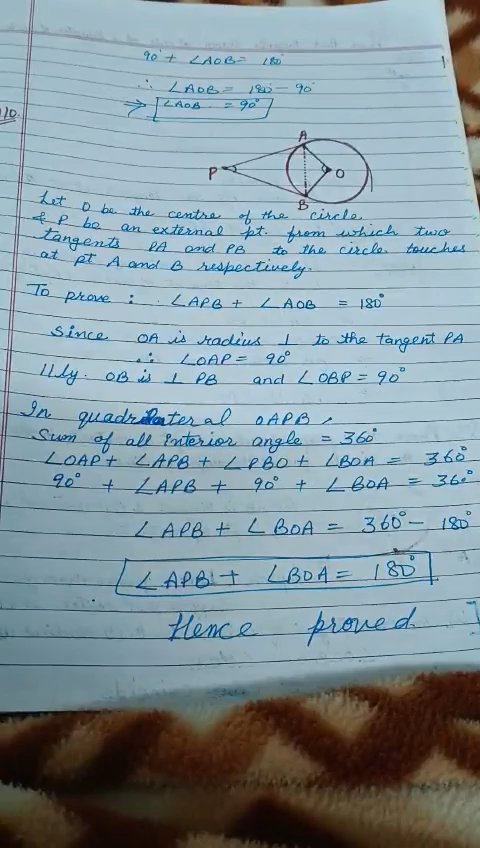 90° + ∠AOB = 180°
∴ ∠AOB = 180 - 90°
⇒ ∠AOB = 90°
10.
A
P
O
B
Let O be the centre of the circle
& P be an external pt. from which two
tangents PA and PB to the circle touches
at pt A and B respectively.
To prove : ∠APB + ∠AOB = 180°
Since OA is radius ⊥ to the tangent PA
∴ ∠OAP = 90°
111ly. OB is ⊥ PB and ∠OBP = 90°
In quadrilateral OAPB,
Sum of all interior angle = 360°
∠OAP + ∠APB + ∠PBO + ∠BOA = 360°
90° + ∠APB + 90° + ∠BOA = 360°
∠APB + ∠BOA = 360° - 180°
∠APB + ∠BOA = 180°
Hence proved